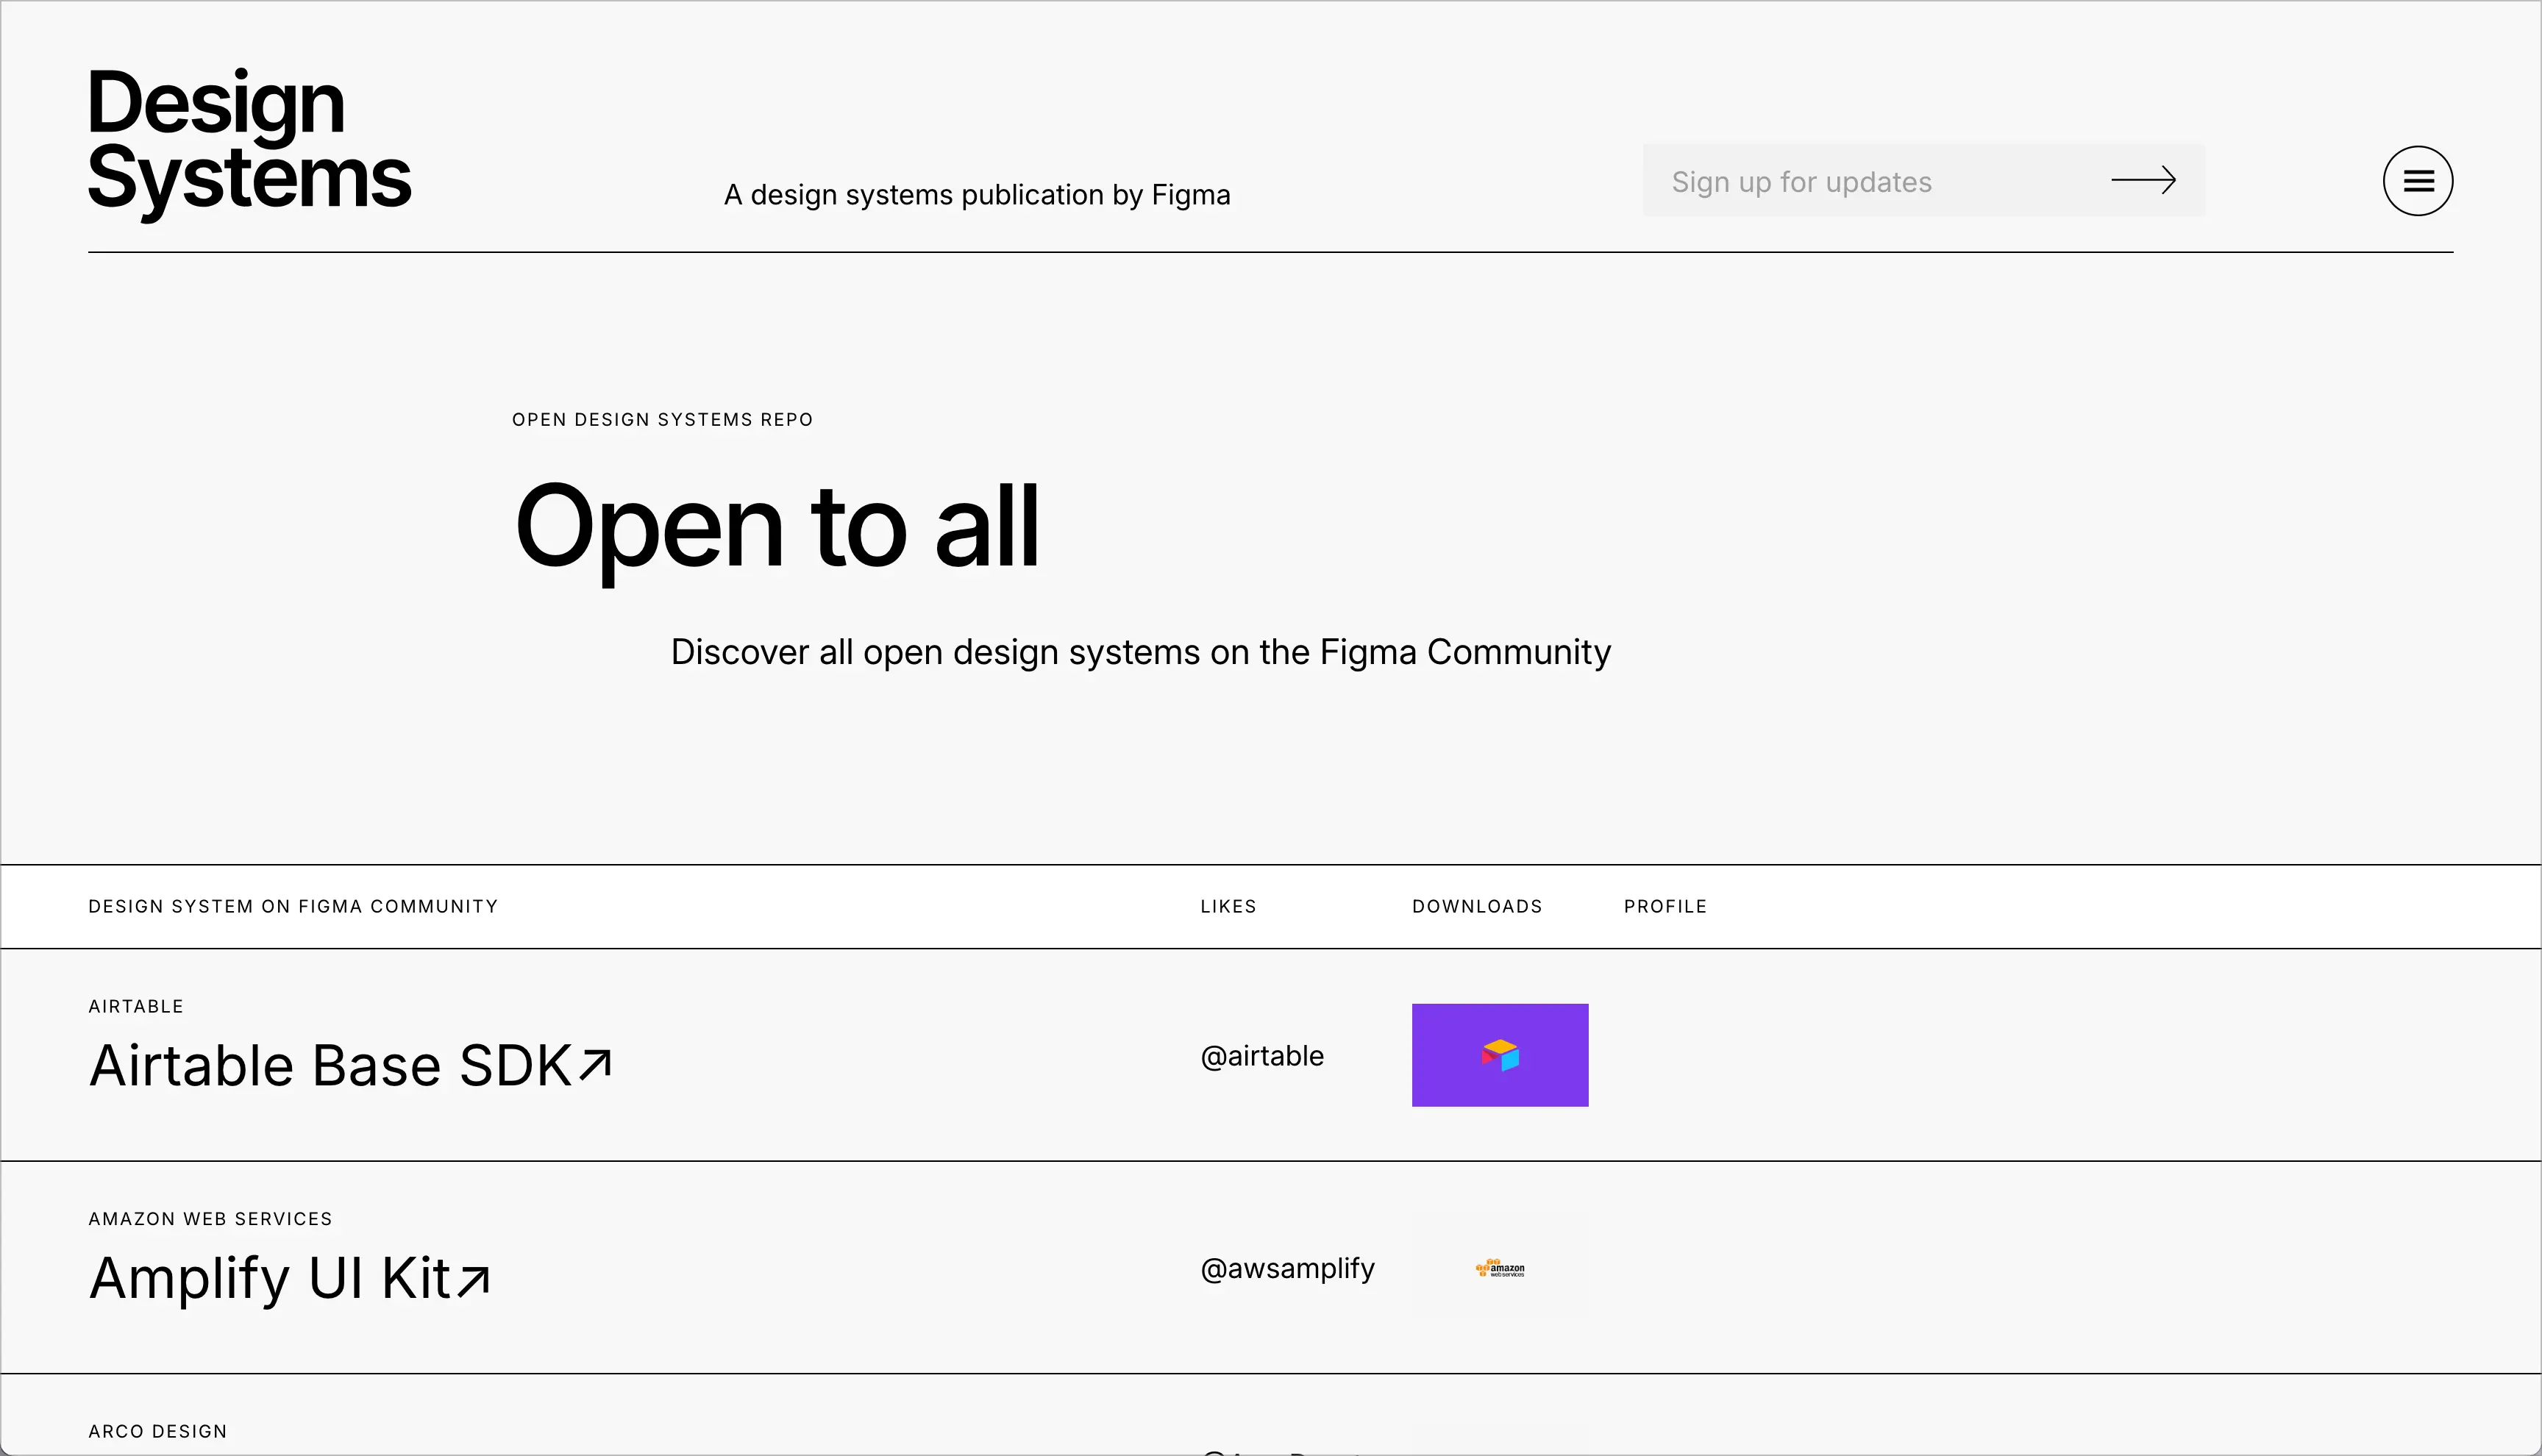 Design
Systems
A design systems publication by Figma
Sign up for updates
OPEN DESIGN SYSTEMS REPO
Open to all
Discover all open design systems on the Figma Community
DESIGN SYSTEM ON FIGMA COMMUNITY LIKES DOWNLOADS PROFILE
AIRTABLE
Airtable Base SDK↗
@airtable
AMAZON WEB SERVICES
Amplify UI Kit↗
@awsamplify
amazon
web services
ARCO DESIGN